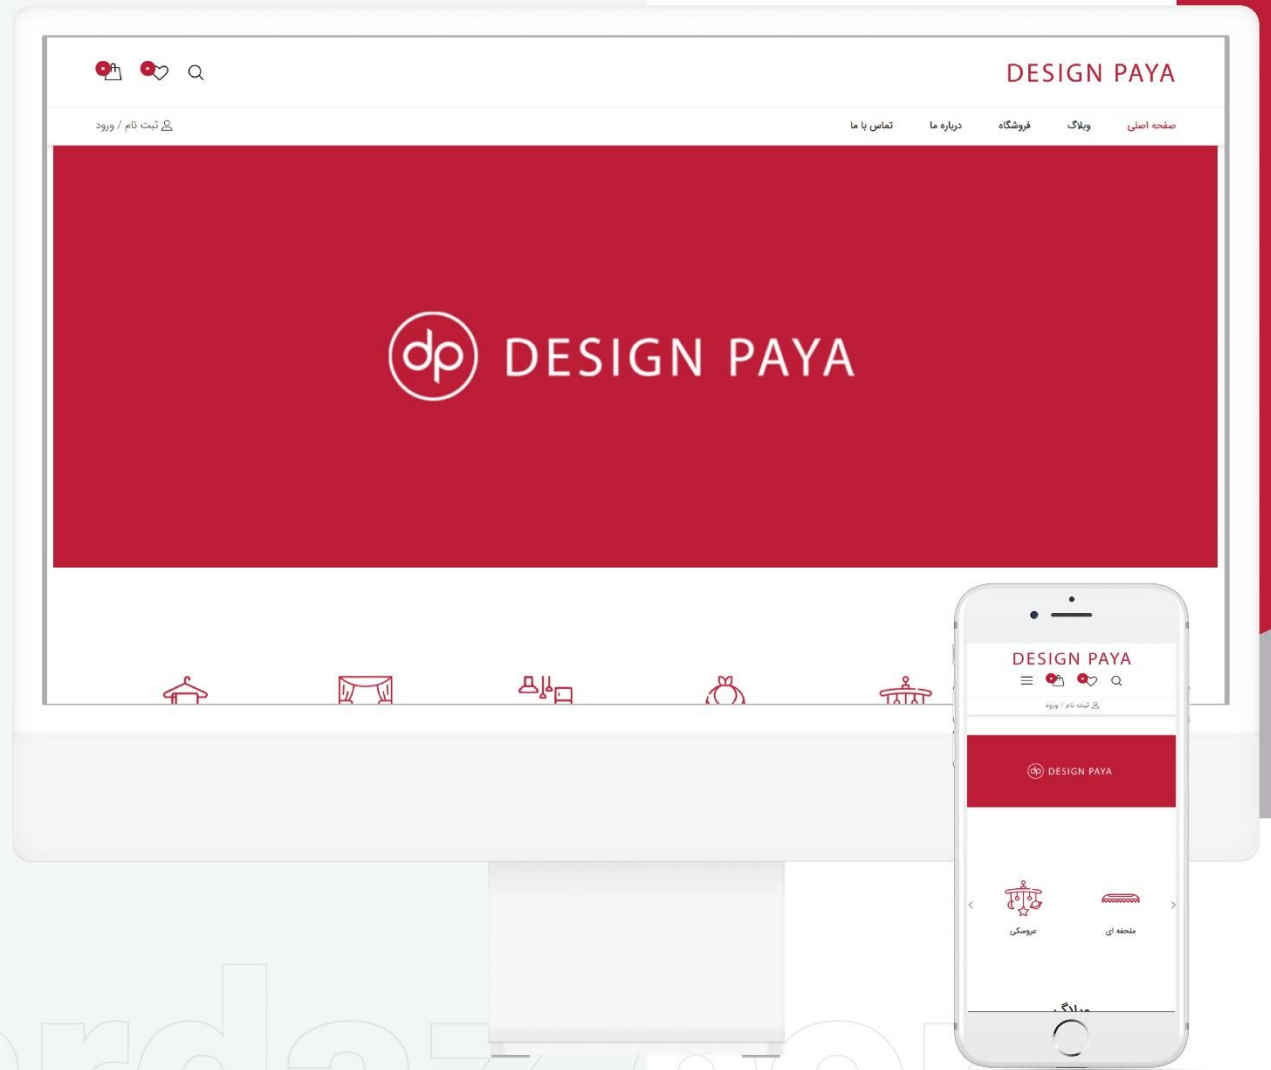 DESIGN PAYA
ثبت نام / ورود
صفحه اصلی وبلاگ فروشگاه درباره ما تماس با ما
dp DESIGN PAYA
DESIGN PAYA
ثبت نام / ورود
dp DESIGN PAYA
ملحفه ای عروسکی
وبلاگ